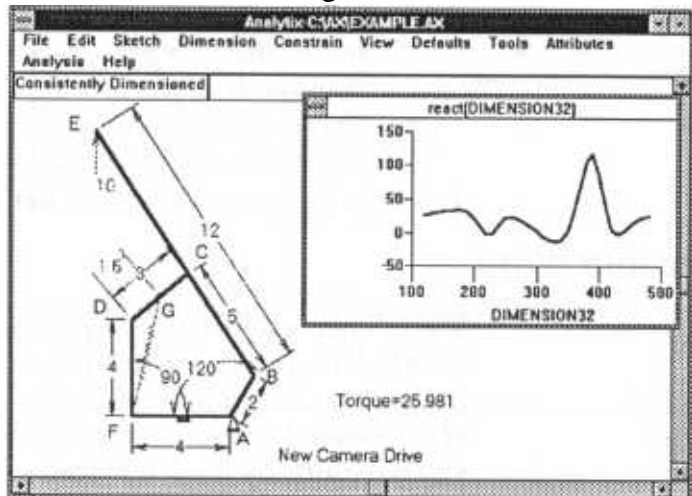 Analytix C:\AX\EXAMPLE.AX
File Edit Sketch Dimension Constrain View Defaults Tools Attributes
Analysis Help
Consistently Dimensioned
react[DIMENSION32]
150
100
50
0
-50
100 200 300 400 500
DIMENSION32
E
10
12
C
1.6
3
D
G
5
4
90
120
B
2
F
A
4
Torque=25.981
New Camera Drive